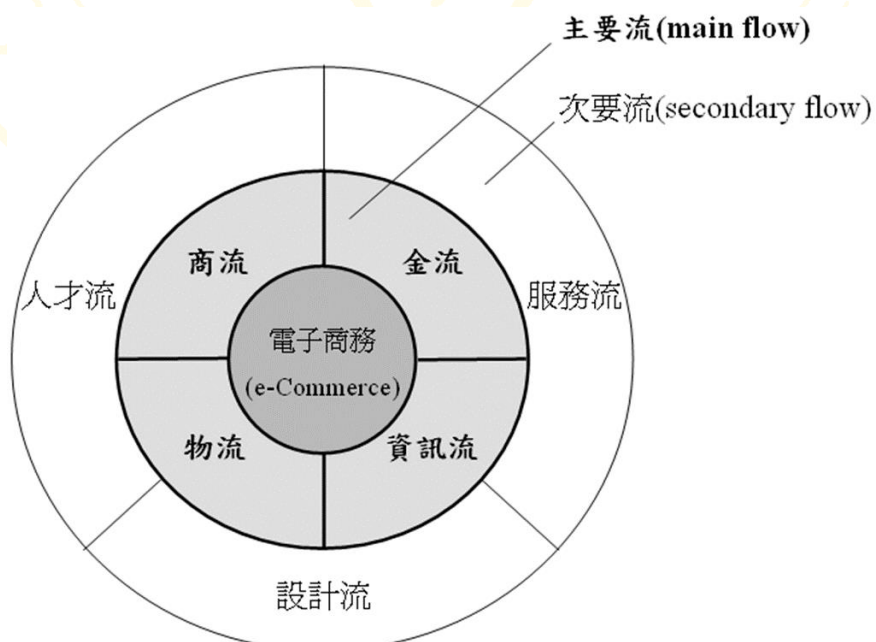 主要流(main flow)
次要流(secondary flow)
商流
金流
人才流
服務流
電子商務
(e-Commerce)
物流
資訊流
設計流